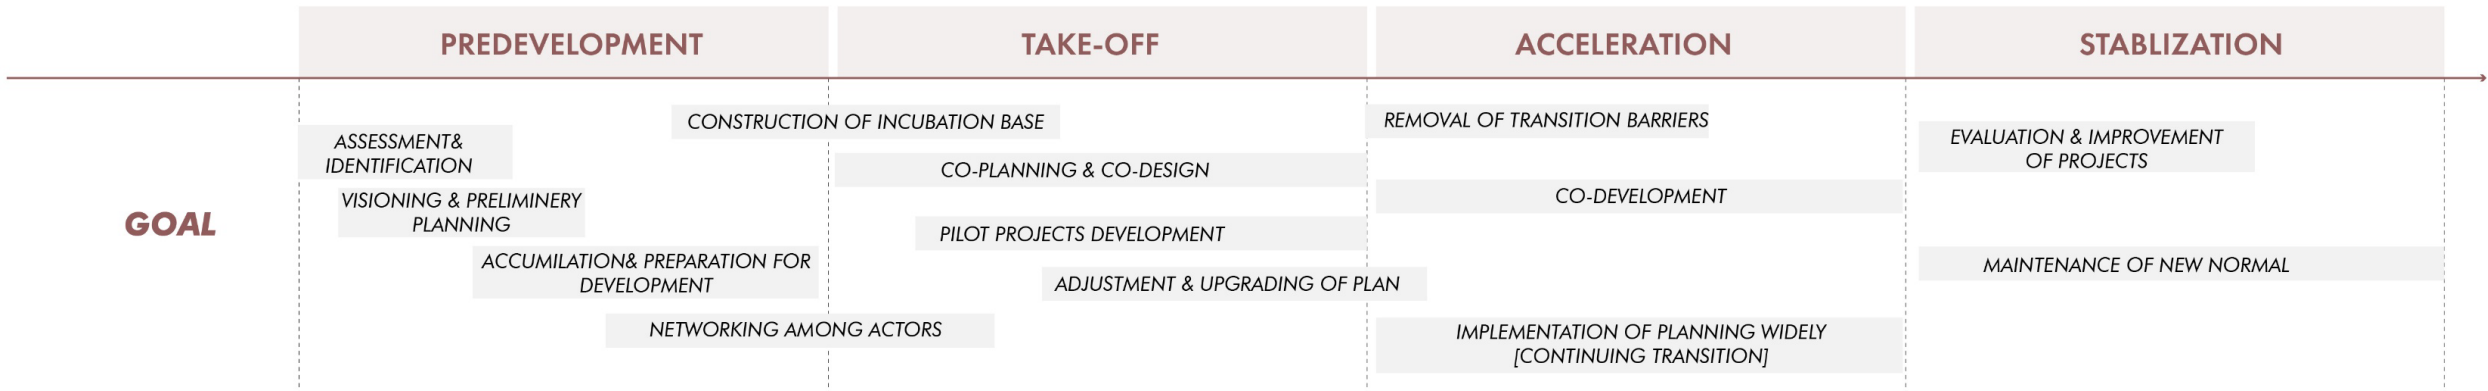 PREDEVELOPMENT
TAKE-OFF
ACCELERATION
STABLIZATION
GOAL
ASSESSMENT&
IDENTIFICATION
VISIONING & PRELIMINERY
PLANNING
ACCUMILATION& PREPARATION FOR
DEVELOPMENT
NETWORKING AMONG ACTORS
CONSTRUCTION OF INCUBATION BASE
CO-PLANNING & CO-DESIGN
PILOT PROJECTS DEVELOPMENT
ADJUSTMENT & UPGRADING OF PLAN
REMOVAL OF TRANSITION BARRIERS
CO-DEVELOPMENT
IMPLEMENTATION OF PLANNING WIDELY
[CONTINUING TRANSITION]
EVALUATION & IMPROVEMENT
OF PROJECTS
MAINTENANCE OF NEW NORMAL